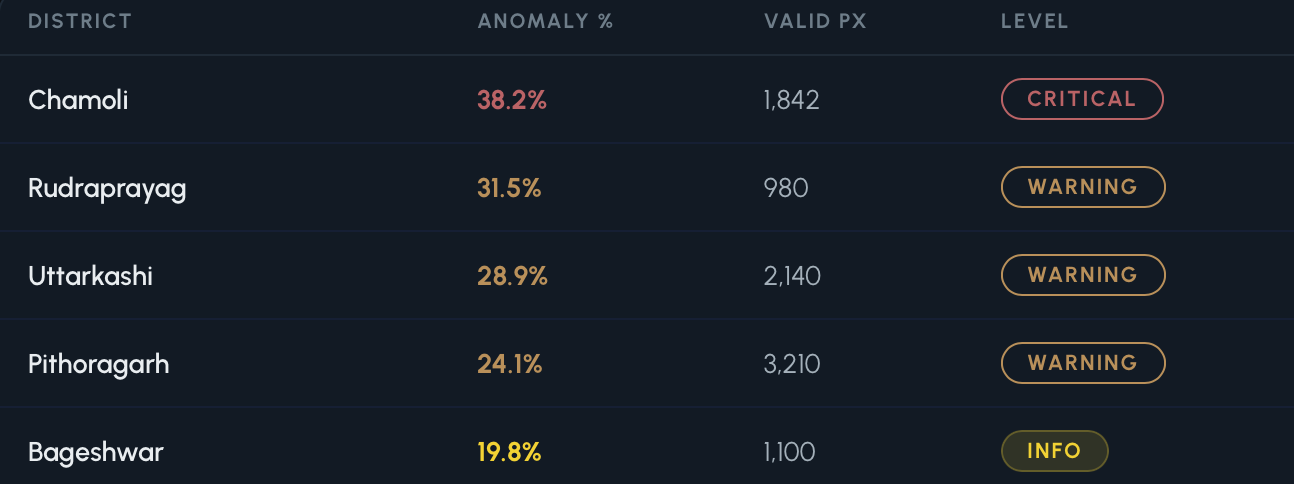 DISTRICT ANOMALY % VALID PX LEVEL
Chamoli 38.2% 1,842 CRITICAL
Rudraprayag 31.5% 980 WARNING
Uttarkashi 28.9% 2,140 WARNING
Pithoragarh 24.1% 3,210 WARNING
Bageshwar 19.8% 1,100 INFO